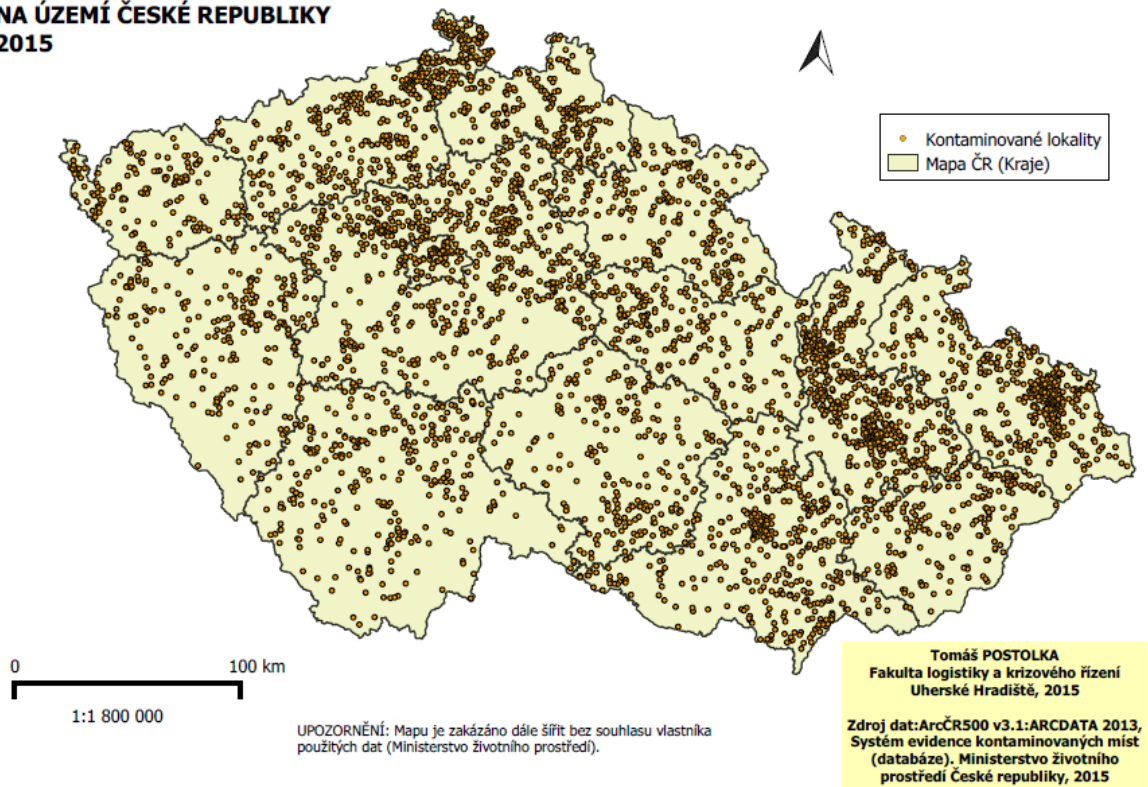 NA ÚZEMÍ ČESKÉ REPUBLIKY
2015
Kontaminované lokality
Mapa ČR (Kraje)
0 100 km
1:1 800 000
UPOZORNĚNÍ: Mapu je zakázáno dále šířit bez souhlasu vlastníka
použitých dat (Ministerstvo životního prostředí).
Tomáš POSTOLKA
Fakulta logistiky a krizového řízení
Uherské Hradiště, 2015
Zdroj dat:ArcČR500 v3.1:ARCDATA 2013,
Systém evidence kontaminovaných míst
(databáze). Ministerstvo životního
prostředí České republiky, 2015